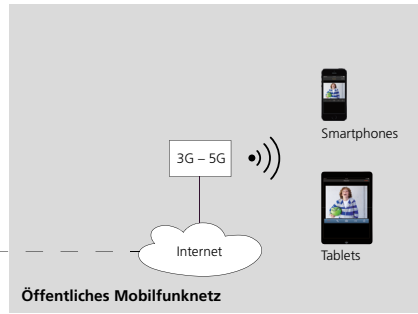 Smartphones
3G – 5G
Internet
Tablets
Öffentliches Mobilfunknetz